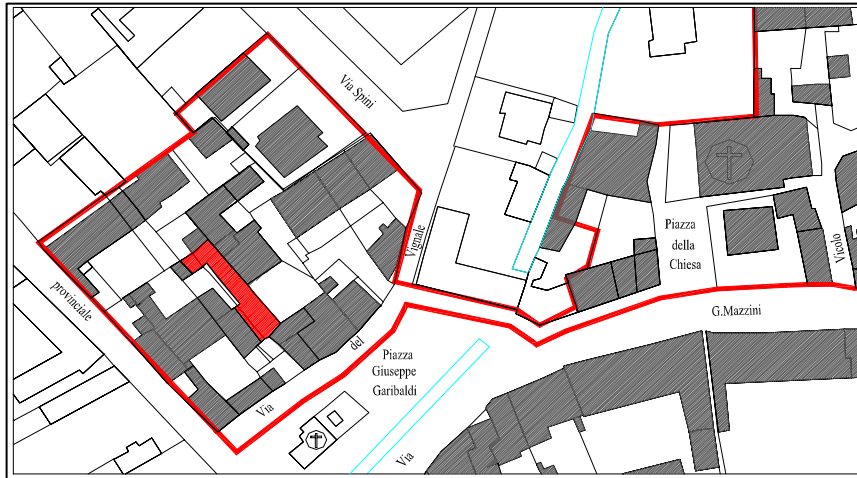 Via Spini
Vignale
Piazza
della
Chiesa
Vicolo
provinciale
G.Mazzini
del
Piazza
Giuseppe
Garibaldi
Via
Via